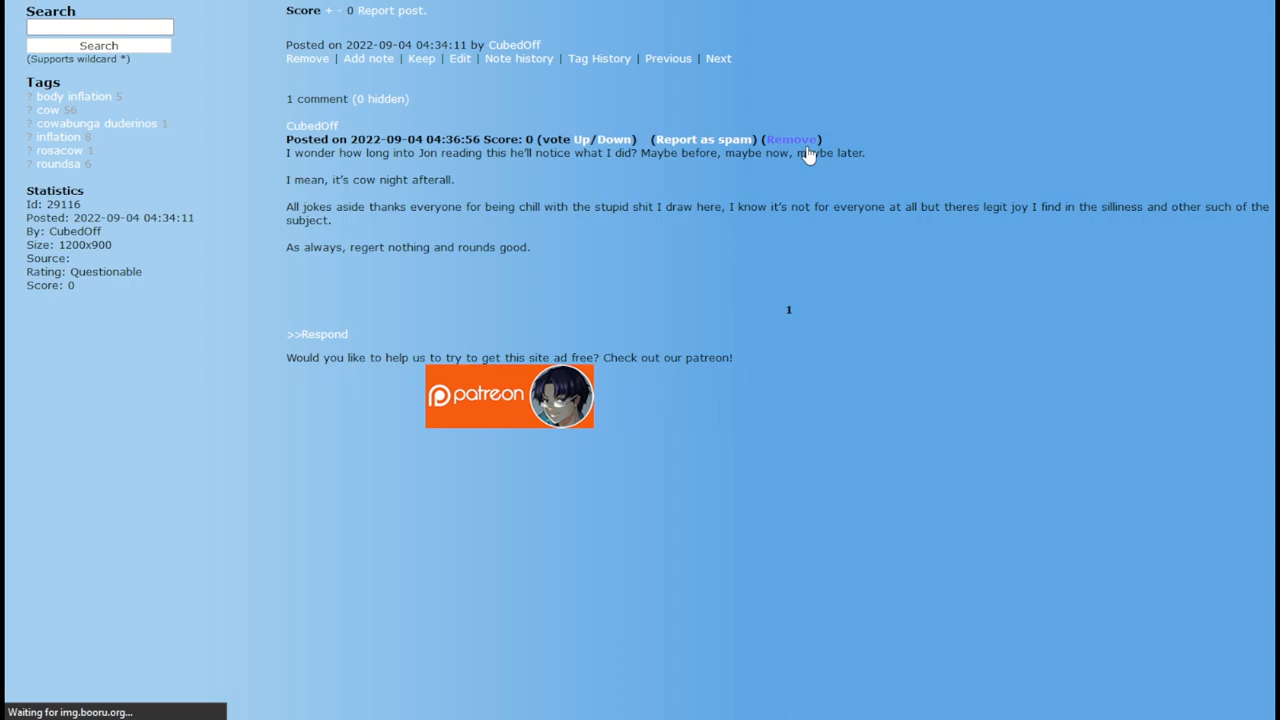 Search
Search
(Supports wildcard *)
Tags
? body inflation 5
? cow 56
? cowabunga duderinos 1
? inflation 8
? rosacow 1
? roundsa 6
Statistics
Id: 29116
Posted: 2022-09-04 04:34:11
By: CubedOff
Size: 1200x900
Source:
Rating: Questionable
Score: 0
Score + - 0 Report post.
Posted on 2022-09-04 04:34:11 by CubedOff
Remove | Add note | Keep | Edit | Note history | Tag History | Previous | Next
1 comment (0 hidden)
CubedOff
Posted on 2022-09-04 04:36:56 Score: 0 (vote Up/Down) (Report as spam) (Remove)
I wonder how long into Jon reading this he'll notice what I did? Maybe before, maybe now, maybe later.
I mean, it's cow night afterall.
All jokes aside thanks everyone for being chill with the stupid shit I draw here, I know it's not for everyone at all but theres legit joy I find in the silliness and other such of the
subject.
As always, regert nothing and rounds good.
1
>>Respond
Would you like to help us to try to get this site ad free? Check out our patreon!
patreon
Waiting for img.booru.org...